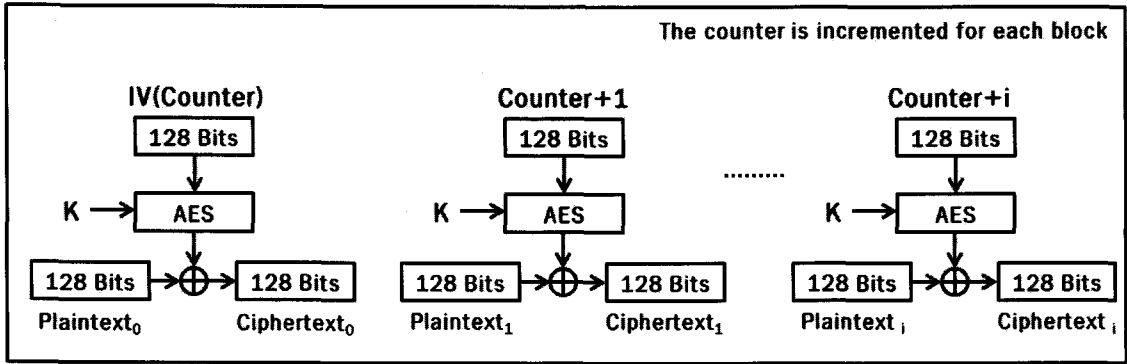 The counter is incremented for each block
IV(Counter)
Counter+1
Counter+i
128 Bits
128 Bits
128 Bits
.........
K
AES
K
AES
K
AES
128 Bits
128 Bits
128 Bits
128 Bits
128 Bits
128 Bits
Plaintext₀
Ciphertext₀
Plaintext₁
Ciphertext₁
Plaintext ᵢ
Ciphertext ᵢ